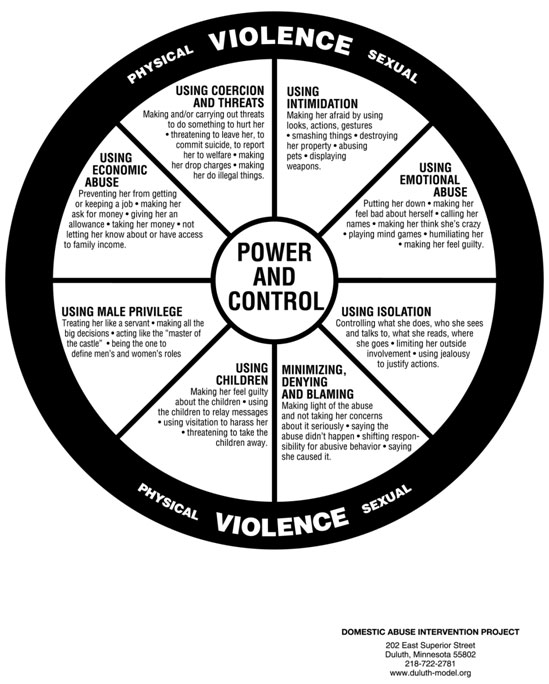 PHYSICAL VIOLENCE SEXUAL
USING COERCION
AND THREATS
Making and/or carrying out threats
to do something to hurt her
• threatening to leave her, to
commit suicide, to report
her to welfare • making
her drop charges • making
her do illegal things.
USING
INTIMIDATION
Making her afraid by using
looks, actions, gestures
• smashing things • destroying
her property • abusing
pets • displaying
weapons.
USING
EMOTIONAL
ABUSE
Putting her down • making her
feel bad about herself • calling her
names • making her think she's crazy
• playing mind games • humiliating her
• making her feel guilty.
USING ISOLATION
Controlling what she does, who she sees
and talks to, what she reads, where
she goes • limiting her outside
involvement • using jealousy
to justify actions.
MINIMIZING,
DENYING
AND BLAMING
Making light of the abuse
and not taking her concerns
about it seriously • saying the
abuse didn't happen • shifting respon-
sibility for abusive behavior • saying
she caused it.
USING
CHILDREN
Making her feel guilty
about the children • using
the children to relay messages
• using visitation to harass her
• threatening to take the
children away.
USING MALE PRIVILEGE
Treating her like a servant • making all the
big decisions • acting like the "master of
the castle" • being the one to
define men's and women's roles
USING
ECONOMIC
ABUSE
Preventing her from getting
or keeping a job • making her
ask for money • giving her an
allowance • taking her money • not
letting her know about or have access
to family income.
POWER
AND
CONTROL
PHYSICAL VIOLENCE SEXUAL
DOMESTIC ABUSE INTERVENTION PROJECT
202 East Superior Street
Duluth, Minnesota 55802
218-722-2781
www.duluth-model.org